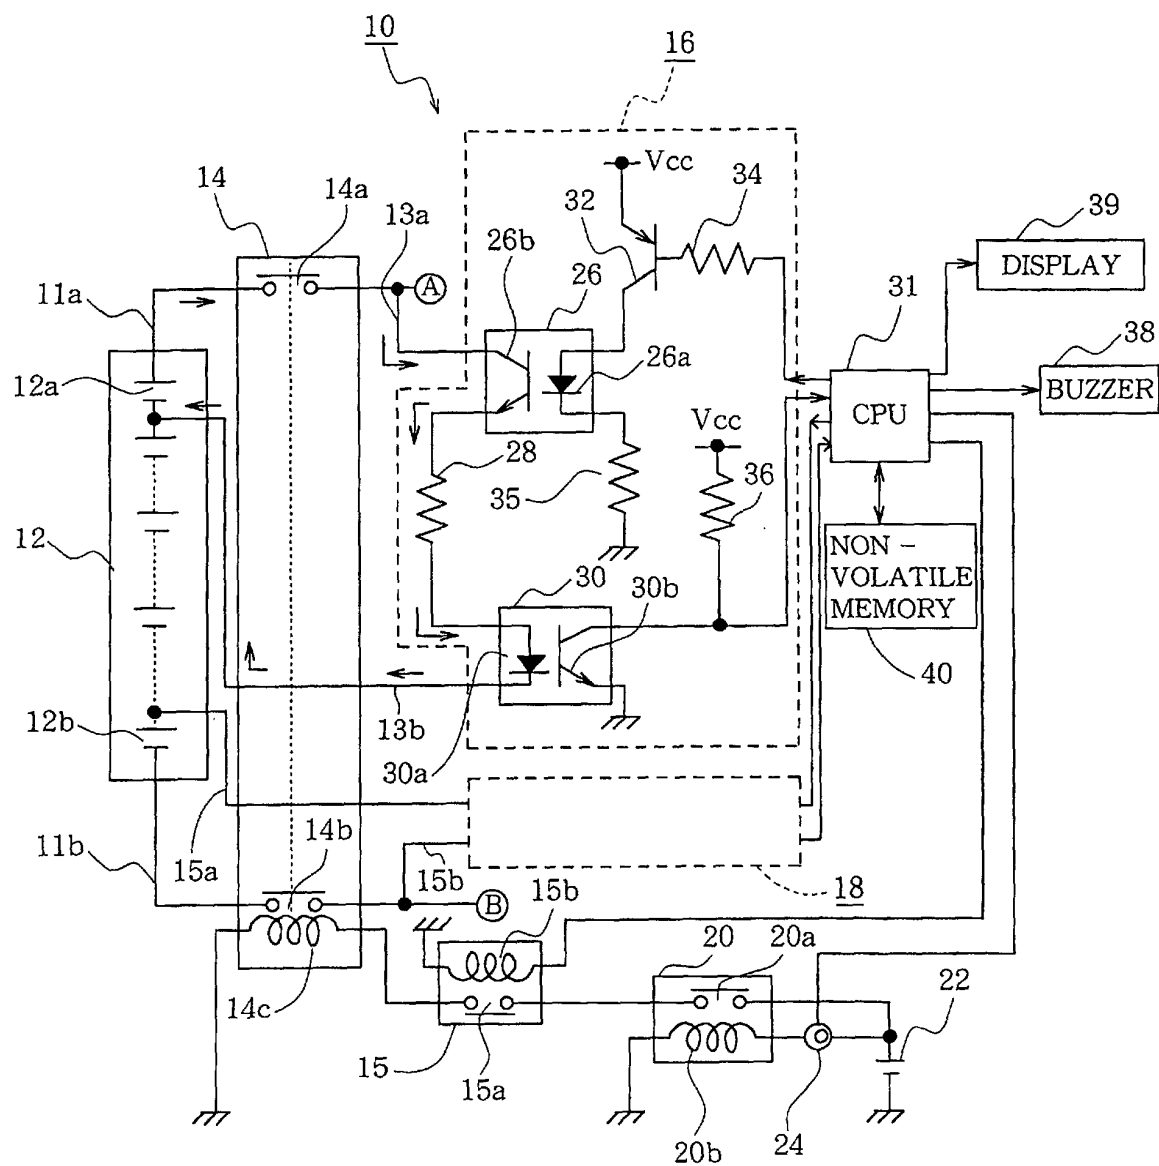 10
16
14
14a
13a
Vcc
34
32
26b
26
39
DISPLAY
11a
31
38
12a
26a
CPU
BUZZER
28
Vcc
35
36
12
30
30b
NON-
VOLATILE
MEMORY
40
12b
13b
30a
11b
15a
14b
15b
18
A
B
15b
20
20a
22
14c
15
15a
20b
24